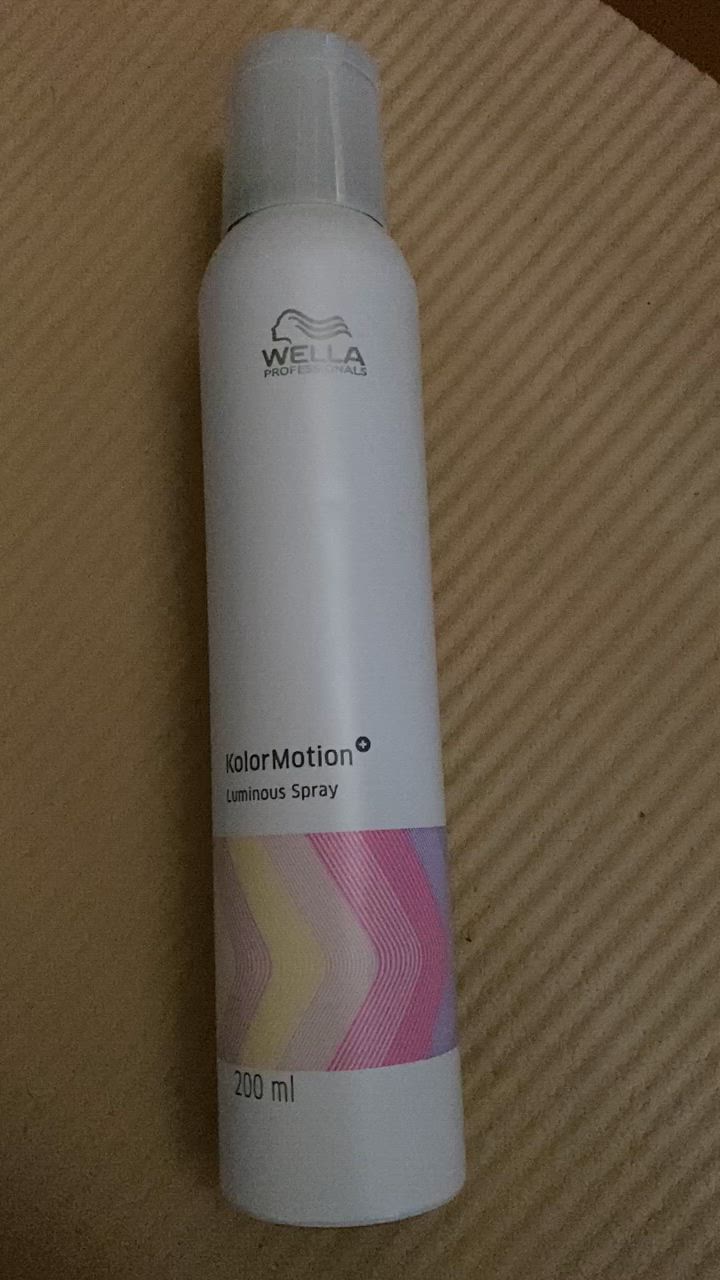 WELLA
PROFESSIONALS
KolorMotion+
Luminous Spray
200 ml